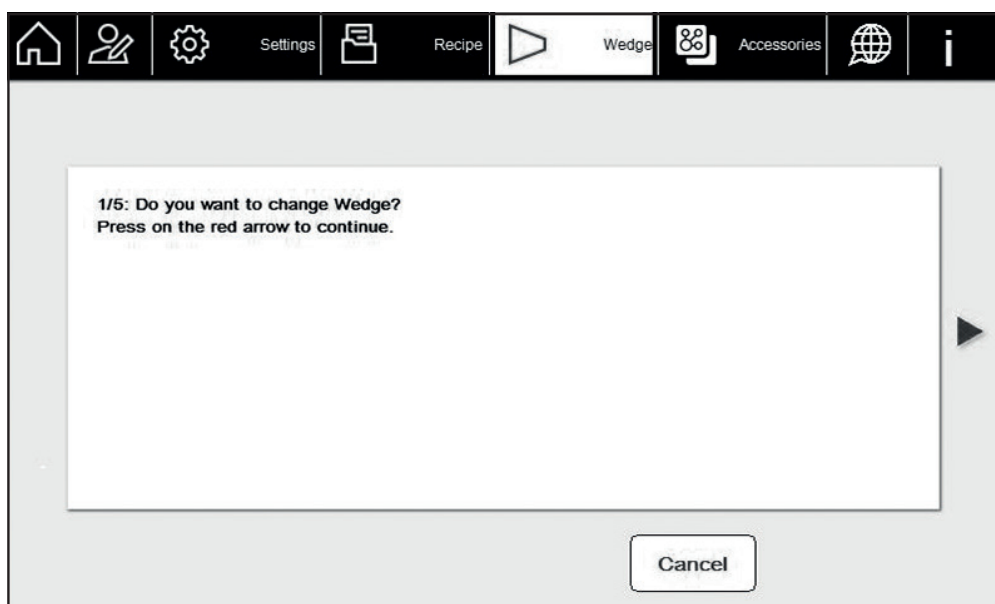 Settings
Recipe
Wedge
Accessories
i
1/5: Do you want to change Wedge?
Press on the red arrow to continue.
Cancel